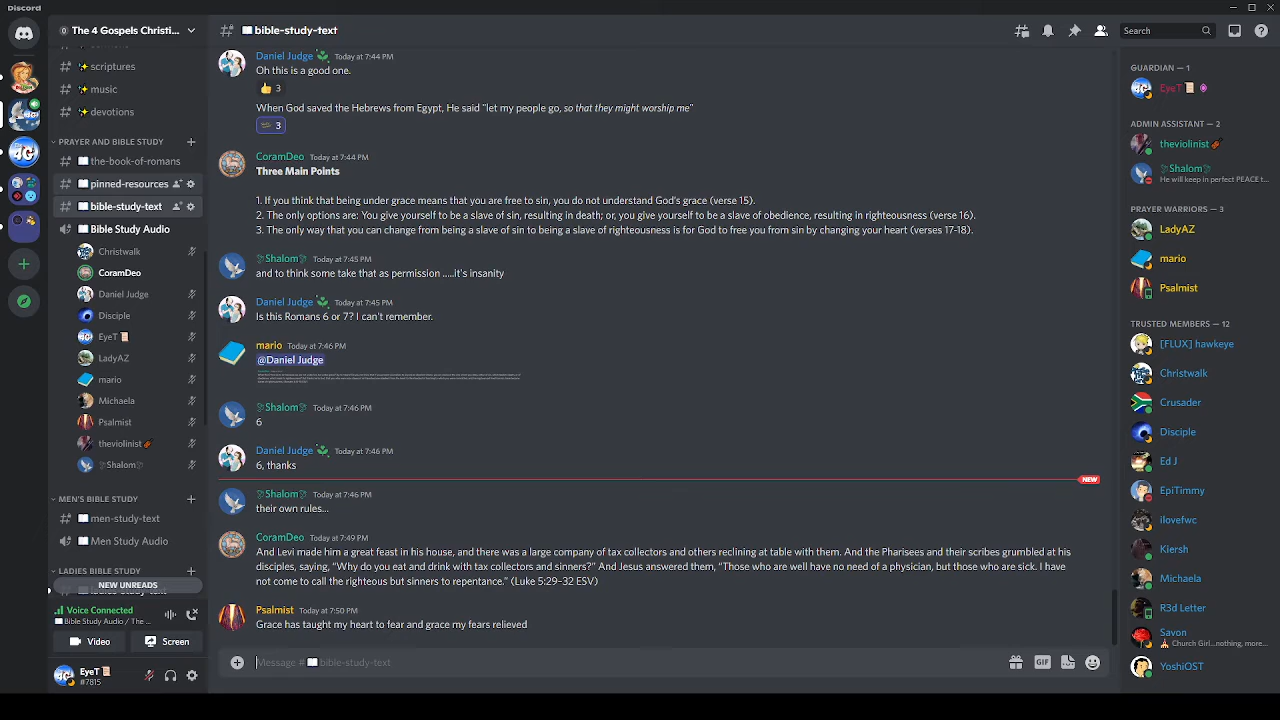 Discord
The 4 Gospels Christi...
bible-study-text
Search
scriptures
music
devotions
PRAYER AND BIBLE STUDY
the-book-of-romans
pinned-resources
bible-study-text
Bible Study Audio
Christwalk
CoramDeo
Daniel Judge
Disciple
EyeT
LadyAZ
mario
Michaela
Psalmist
theviolinist
Shalom
MEN'S BIBLE STUDY
men-study-text
Men Study Audio
LADIES BIBLE STUDY
NEW UNREADS
Voice Connected
Bible Study Audio / The ...
Video
Screen
EyeT
#7815
Daniel Judge Today at 7:44 PM
Oh this is a good one.
3
When God saved the Hebrews from Egypt, He said "let my people go, so that they might worship me"
3
CoramDeo Today at 7:44 PM
Three Main Points
1. If you think that being under grace means that you are free to sin, you do not understand God's grace (verse 15).
2. The only options are: You give yourself to be a slave of sin, resulting in death; or, you give yourself to be a slave of obedience, resulting in righteousness (verse 16).
3. The only way that you can change from being a slave of sin to being a slave of righteousness is for God to free you from sin by changing your heart (verses 17-18).
Shalom Today at 7:45 PM
and to think some take that as permission .....it's insanity
Daniel Judge Today at 7:45 PM
Is this Romans 6 or 7? I can't remember.
mario Today at 7:46 PM
@Daniel Judge
Shalom Today at 7:46 PM
6
Daniel Judge Today at 7:46 PM
6, thanks
NEW
Shalom Today at 7:46 PM
their own rules...
CoramDeo Today at 7:49 PM
And Levi made him a great feast in his house, and there was a large company of tax collectors and others reclining at table with them. And the Pharisees and their scribes grumbled at his
disciples, saying, "Why do you eat and drink with tax collectors and sinners?" And Jesus answered them, "Those who are well have no need of a physician, but those who are sick. I have
not come to call the righteous but sinners to repentance." (Luke 5:29-32 ESV)
Psalmist Today at 7:50 PM
Grace has taught my heart to fear and grace my fears relieved
Message # bible-study-text
GIF
GUARDIAN — 1
EyeT
ADMIN ASSISTANT — 2
theviolinist
Shalom
He will keep in perfect PEACE t...
PRAYER WARRIORS — 3
LadyAZ
mario
Psalmist
TRUSTED MEMBERS — 12
[FLUX] hawkeye
Christwalk
Crusader
Disciple
Ed J
EpiTimmy
ilovefwc
Kiersh
Michaela
R3d Letter
Savon
Church Girl...nothing, more...
YoshiOST